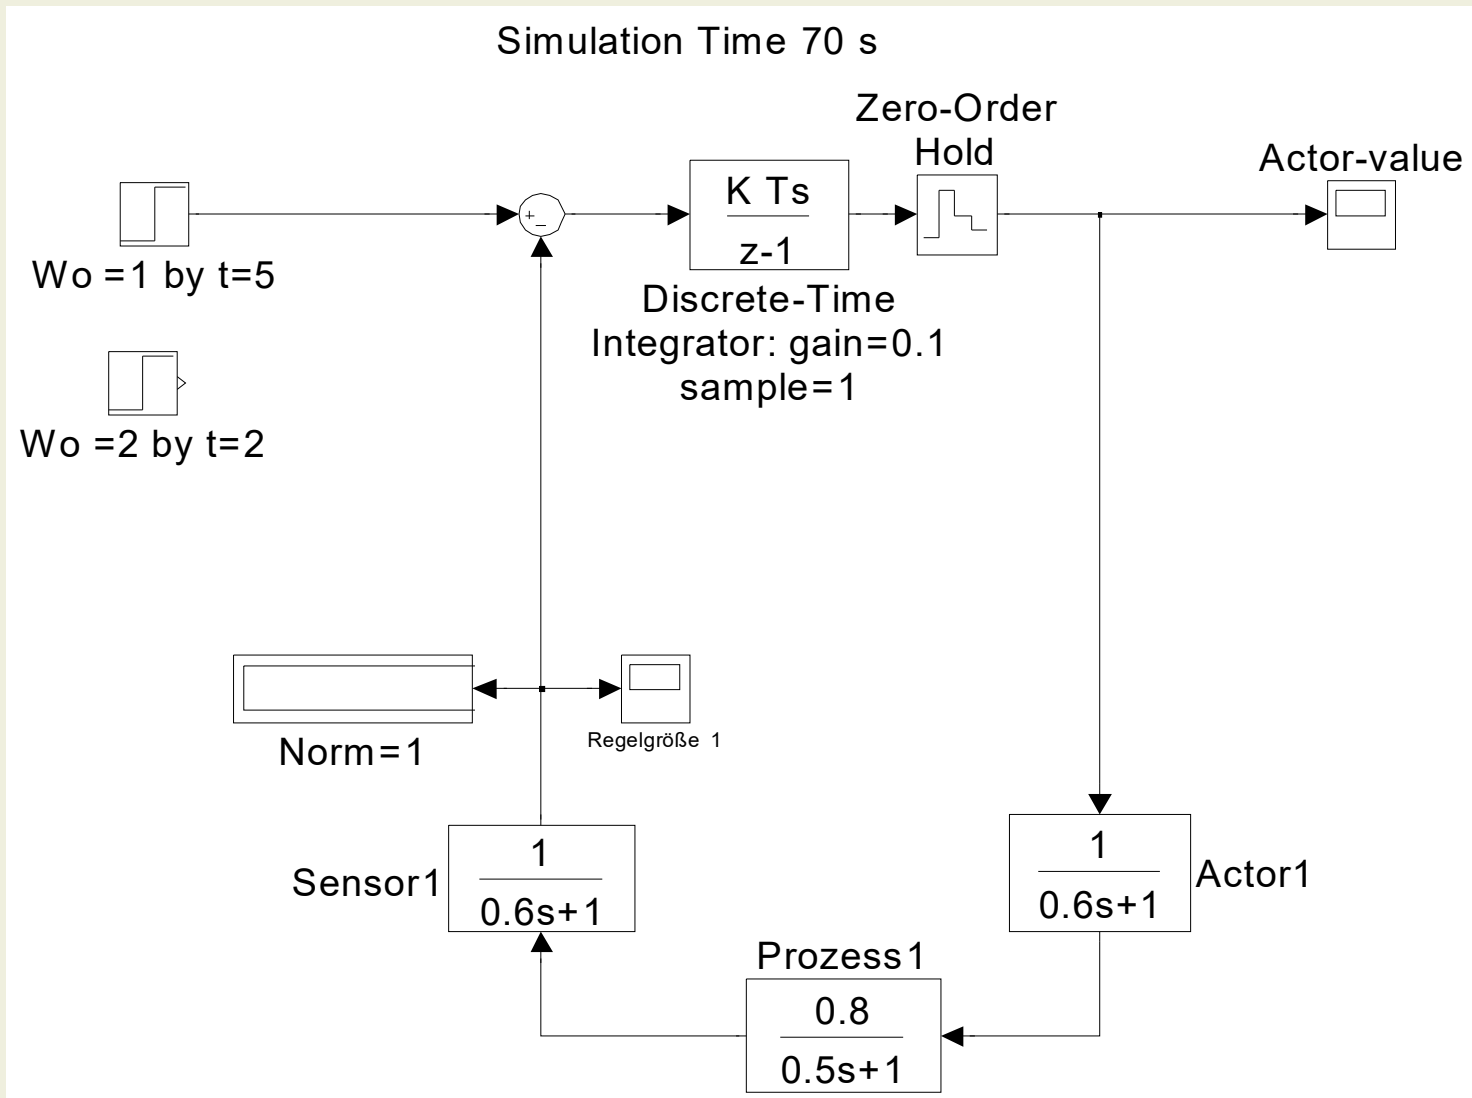 Simulation Time 70 s
Zero-Order
Hold
Actor-value
K Ts
z-1
+
−
Wo =1 by t=5
Discrete-Time
Integrator: gain=0.1
sample=1
Wo =2 by t=2
Norm=1
Regelgröße 1
Sensor1
1
0.6s+1
1
0.6s+1
Actor1
Prozess1
0.8
0.5s+1